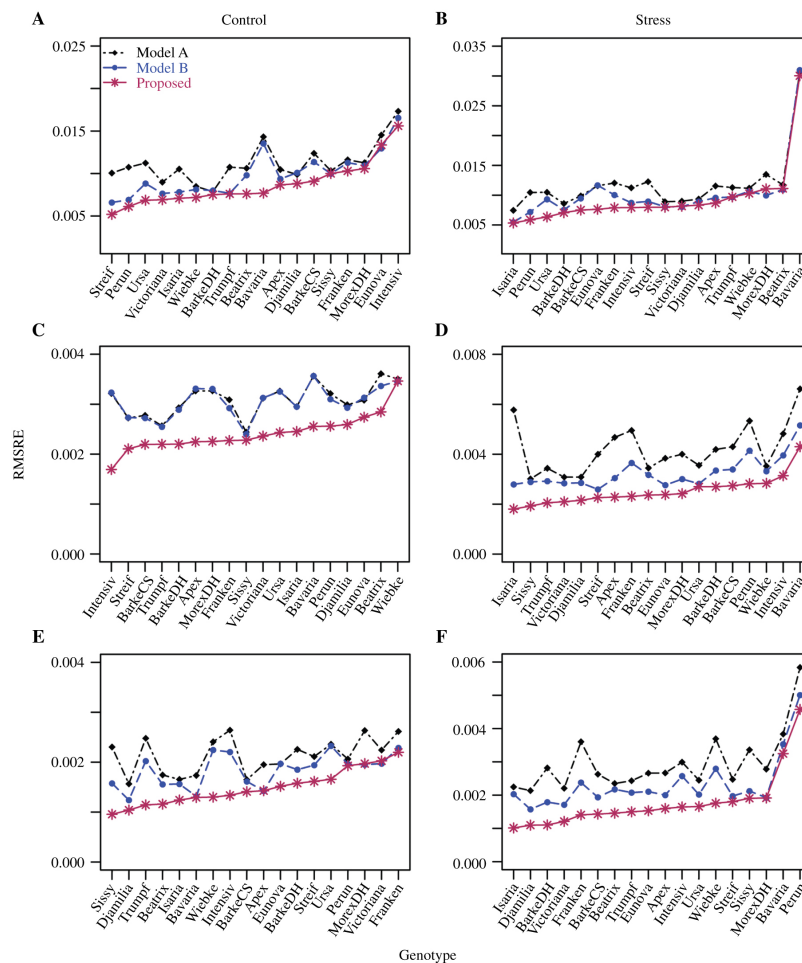 A Control B Stress
0.025
0.015
0.005
Model A
Model B
Proposed
Streif Perun Ursa Victoriana Isaria Wiebke BarkeDH Trumpf Beatrix Bavaria Apex Djamilia BarkeCS Sissy Franken MorexDH Eunova Intensiv
0.035
0.025
0.015
0.005
Isaria Perun Ursa BarkeDH BarkeCS Eunova Franken Intensiv Streif Sissy Victoriana Djamilia Apex Trumpf Wiebke MorexDH Beatrix Bavaria
C D
RMSRE
0.004
0.002
0.000
Intensiv Streif BarkeCS Trumpf BarkeDH Apex MorexDH Franken Sissy Victoriana Ursa Isaria Bavaria Perun Djamilia Eunova Beatrix Wiebke
0.008
0.004
0.000
Isaria Sissy Trumpf Victoriana Djamilia Streif Apex Franken Beatrix Eunova MorexDH Ursa BarkeDH BarkeCS Perun Wiebke Intensiv Bavaria
E F
0.004
0.002
0.000
Sissy Djamilia Trumpf Beatrix Isaria Bavaria Wiebke Intensiv BarkeCS Apex Eunova BarkeDH Streif Ursa Perun MorexDH Victoriana Franken
0.006
0.004
0.002
0.000
Isaria Djamilia BarkeDH Victoriana Franken BarkeCS Beatrix Trumpf Eunova Apex Intensiv Ursa Wiebke Streif Sissy MorexDH Bavaria Perun
Genotype